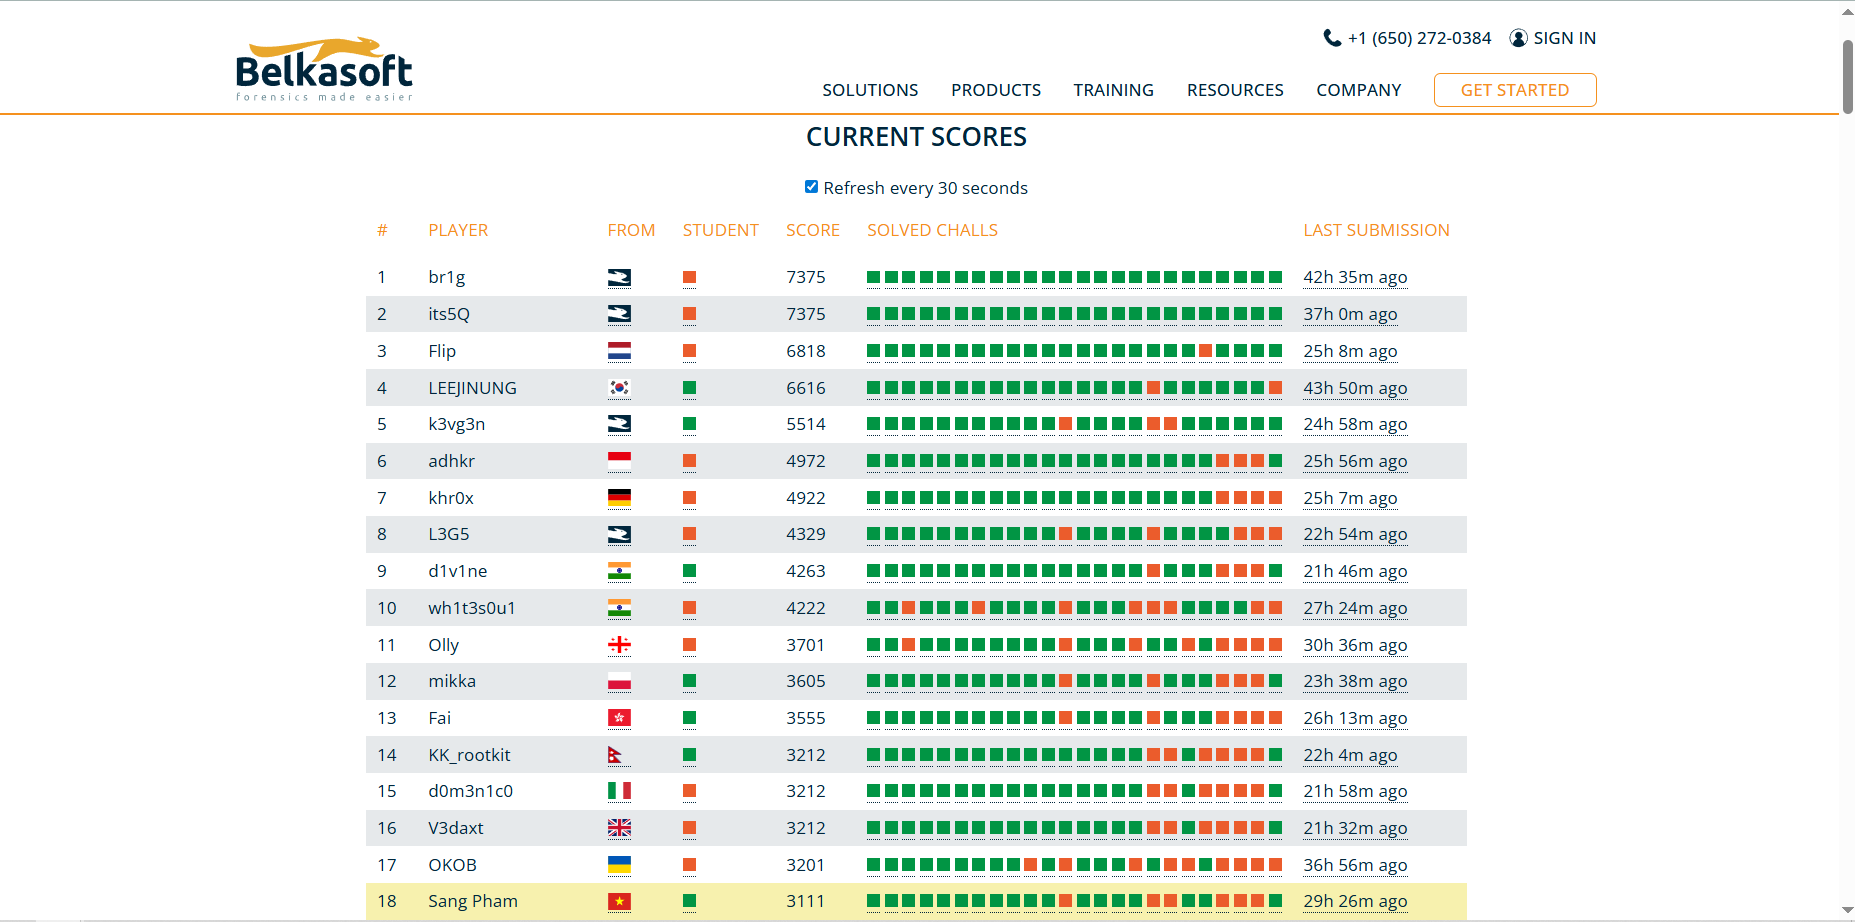 +1 (650) 272-0384 SIGN IN
Belkasoft
forensics made easier
SOLUTIONS PRODUCTS TRAINING RESOURCES COMPANY GET STARTED
CURRENT SCORES
Refresh every 30 seconds
# PLAYER FROM STUDENT SCORE SOLVED CHALLS LAST SUBMISSION
1 br1g 7375 42h 35m ago
2 its5Q 7375 37h 0m ago
3 Flip 6818 25h 8m ago
4 LEEJINUNG 6616 43h 50m ago
5 k3vg3n 5514 24h 58m ago
6 adhkr 4972 25h 56m ago
7 khr0x 4922 25h 7m ago
8 L3G5 4329 22h 54m ago
9 d1v1ne 4263 21h 46m ago
10 wh1t3s0u1 4222 27h 24m ago
11 Olly 3701 30h 36m ago
12 mikka 3605 23h 38m ago
13 Fai 3555 26h 13m ago
14 KK_rootkit 3212 22h 4m ago
15 d0m3n1c0 3212 21h 58m ago
16 V3daxt 3212 21h 32m ago
17 OKOB 3201 36h 56m ago
18 Sang Pham 3111 29h 26m ago